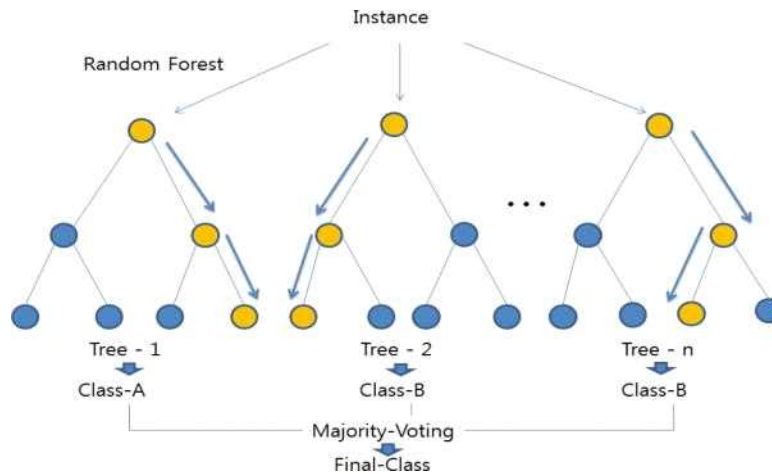 Instance
Random Forest
...
Tree - 1
Tree - 2
Tree - n
Class-A
Class-B
Class-B
Majority-Voting
Final-Class